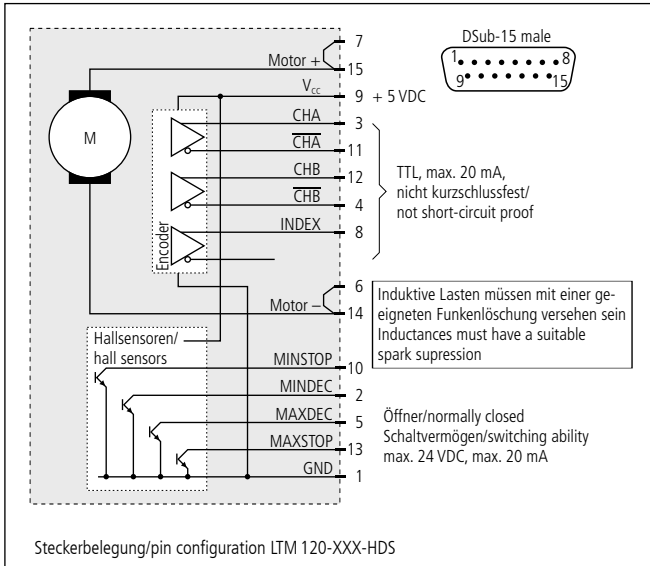 7
DSub-15 male
Motor +
15
1
8
9
15
V_cc
9 + 5 VDC
M
CHA
3
CHA
11
CHB
12
CHB
4
INDEX
8
TTL, max. 20 mA,
nicht kurzschlussfest/
not short-circuit proof
Encoder
6
Motor –
14
Induktive Lasten müssen mit einer ge-
eigneten Funkenlöschung versehen sein
Inductances must have a suitable
spark supression
Hallsensoren/
hall sensors
MINSTOP
10
MINDEC
2
MAXDEC
5
MAXSTOP
13
GND
1
Öffner/normally closed
Schaltvermögen/switching ability
max. 24 VDC, max. 20 mA
Steckerbelegung/pin configuration LTM 120-XXX-HDS